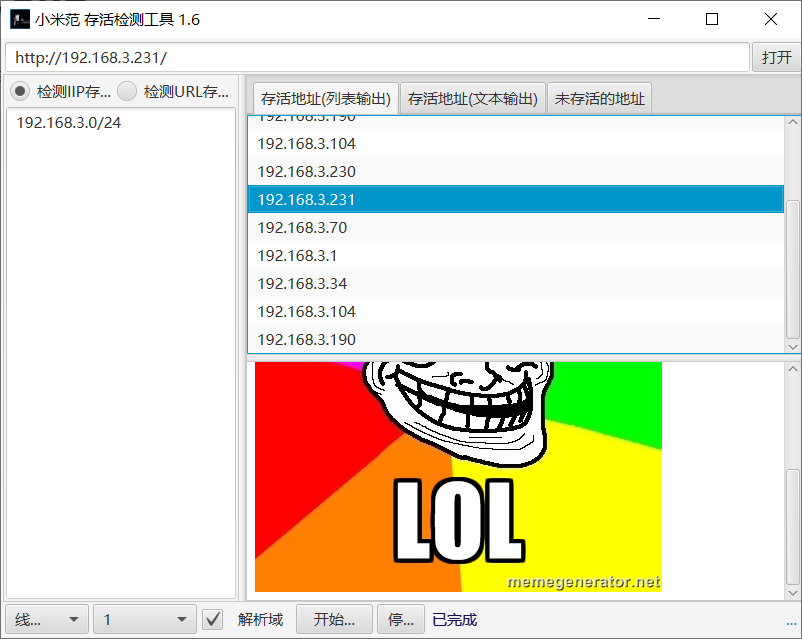 小米范 存活检测工具 1.6
http://192.168.3.231/
打开
检测IIP存...
检测URL存...
存活地址(列表输出)
存活地址(文本输出)
未存活的地址
192.168.3.0/24
192.168.3.190
192.168.3.104
192.168.3.230
192.168.3.231
192.168.3.70
192.168.3.1
192.168.3.34
192.168.3.104
192.168.3.190
LOL
memegenerator.net
线...
1
解析域
开始...
停...
已完成
...